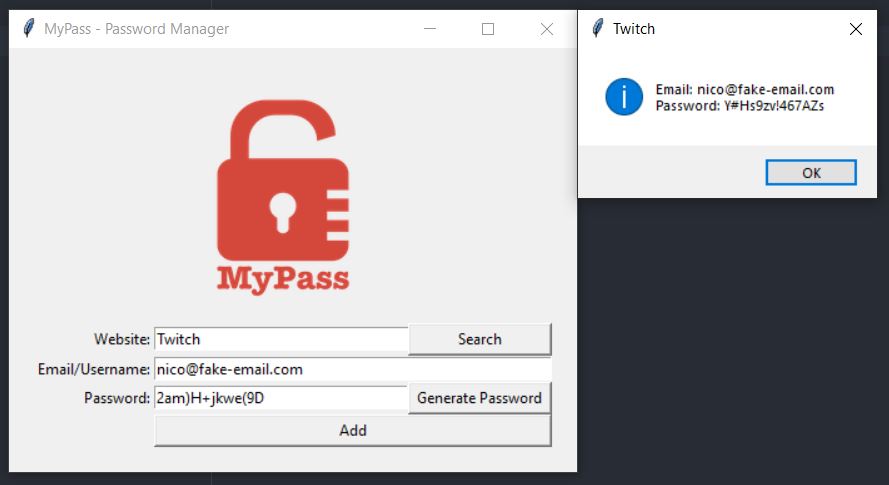 MyPass - Password Manager
Twitch
Email: nico@fake-email.com
Password: Y#Hs9zv!467AZs
OK
MyPass
Website: Twitch Search
Email/Username: nico@fake-email.com
Password: 2am)H+jkwe(9D Generate Password
Add